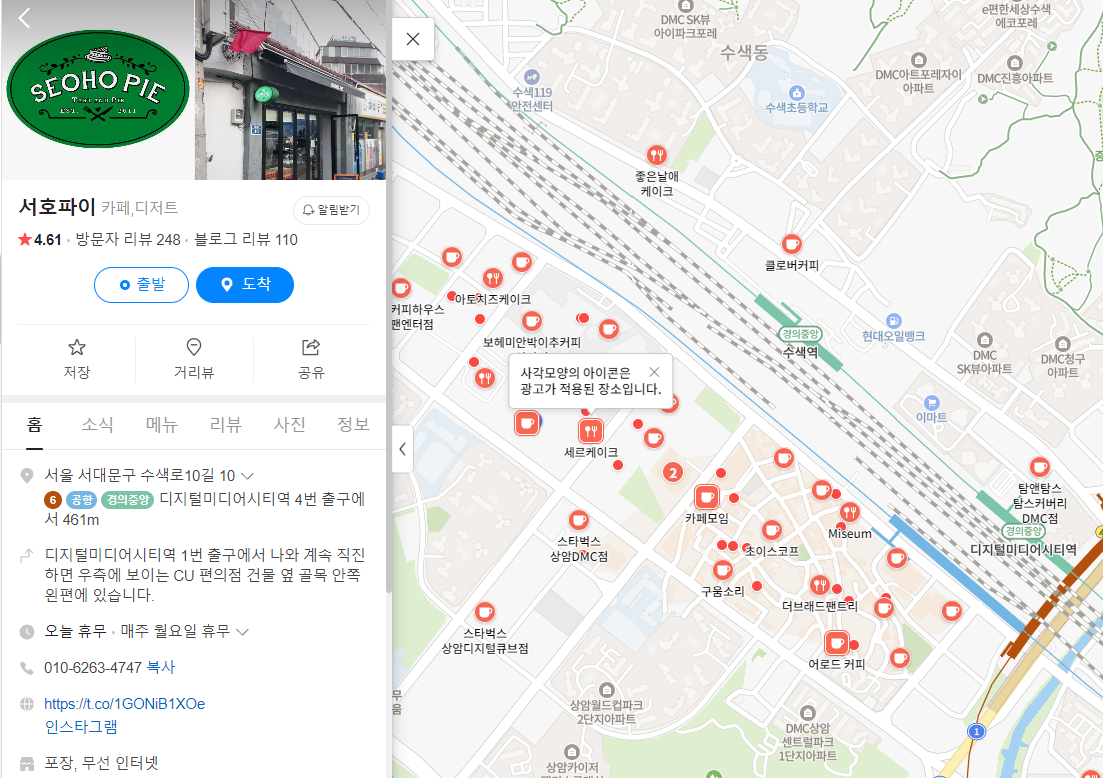 SEOHO PIE
TART AND PIE
EST. 2011
SEOHO PIE
서호파이 카페,디저트
알림받기
★4.61 · 방문자 리뷰 248 · 블로그 리뷰 110
출발
도착
저장
거리뷰
공유
홈
소식
메뉴
리뷰
사진
정보
서울 서대문구 수색로10길 10
6 공항 경의중앙 디지털미디어시티역 4번 출구에
서 461m
디지털미디어시티역 1번 출구에서 나와 계속 직진
하면 우측에 보이는 CU 편의점 건물 옆 골목 안쪽
왼편에 있습니다.
오늘 휴무 · 매주 월요일 휴무
010-6263-4747 복사
https://t.co/1GONiB1XOe
인스타그램
포장, 무선 인터넷
DMC SK뷰
아이파크포레
e편한세상수색
에코포레
수색동
DMC아트포레자이
아파트
DMC진흥아파트
수색119
안전센터
수색초등학교
좋은날에
케이크
클로버커피
아토치즈케이크
커피하우스
팬엔터점
보헤미안박이추커피
경의중앙
수색역
현대오일뱅크
DMC
SK뷰아파트
DMC청구
아파트
사각모양의 아이콘은
광고가 적용된 장소입니다.
이마트
세르케이크
2
카페모임
탐앤탐스
탐스커버리
DMC점
Miseum
경의중앙
디지털미디어시티역
스타벅스
상암DMC점
초이스코프
구움소리
더브래드팬트리
스타벅스
상암디지털큐브점
어로드 커피
상암월드컵파크
2단지아파트
DMC상암
센트럴파크
1단지아파트
1
상암카이저